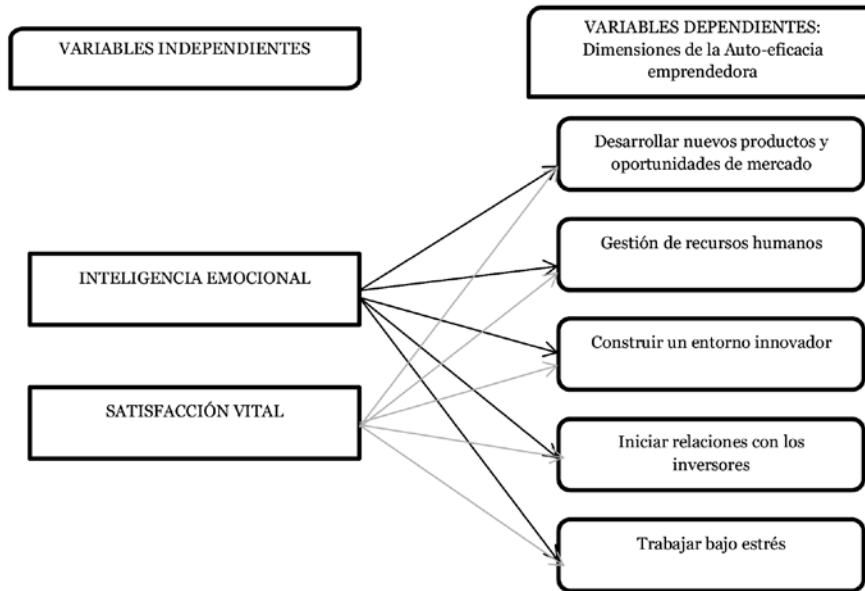 VARIABLES INDEPENDIENTES
VARIABLES DEPENDIENTES:
Dimensiones de la Auto-eficacia
emprendedora
Desarrollar nuevos productos y
oportunidades de mercado
Gestión de recursos humanos
INTELIGENCIA EMOCIONAL
Construir un entorno innovador
SATISFACCIÓN VITAL
Iniciar relaciones con los
inversores
Trabajar bajo estrés